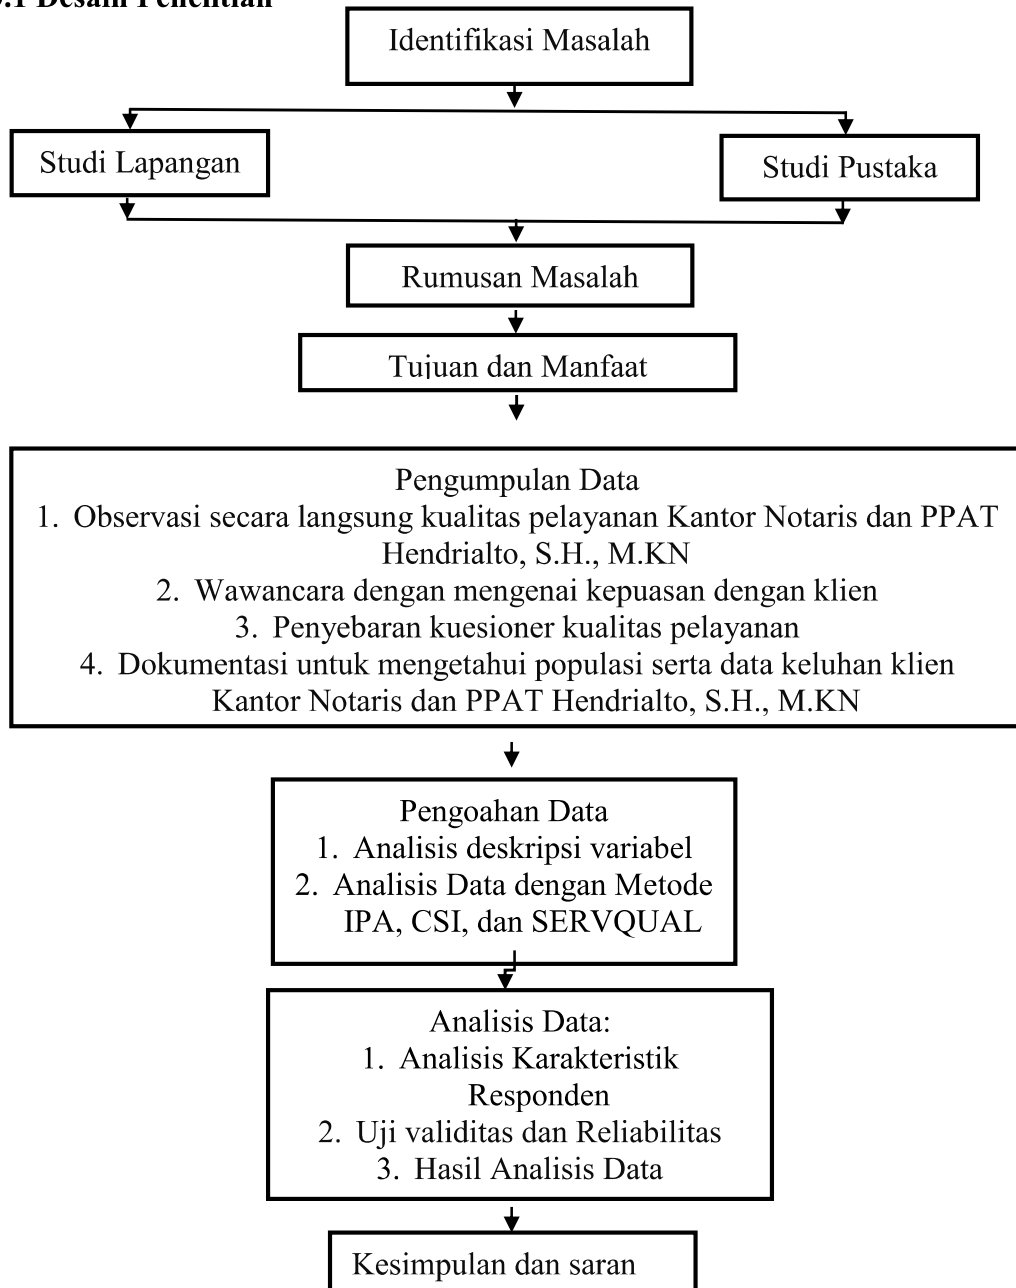 3.1 Desain Penelitian
Identifikasi Masalah
Studi Lapangan
Studi Pustaka
Rumusan Masalah
Tujuan dan Manfaat
Pengumpulan Data
1. Observasi secara langsung kualitas pelayanan Kantor Notaris dan PPAT
Hendrialto, S.H., M.KN
2. Wawancara dengan mengenai kepuasan dengan klien
3. Penyebaran kuesioner kualitas pelayanan
4. Dokumentasi untuk mengetahui populasi serta data keluhan klien
Kantor Notaris dan PPAT Hendrialto, S.H., M.KN
Pengoahan Data
1. Analisis deskripsi variabel
2. Analisis Data dengan Metode
IPA, CSI, dan SERVQUAL
Analisis Data:
1. Analisis Karakteristik
Responden
2. Uji validitas dan Reliabilitas
3. Hasil Analisis Data
Kesimpulan dan saran